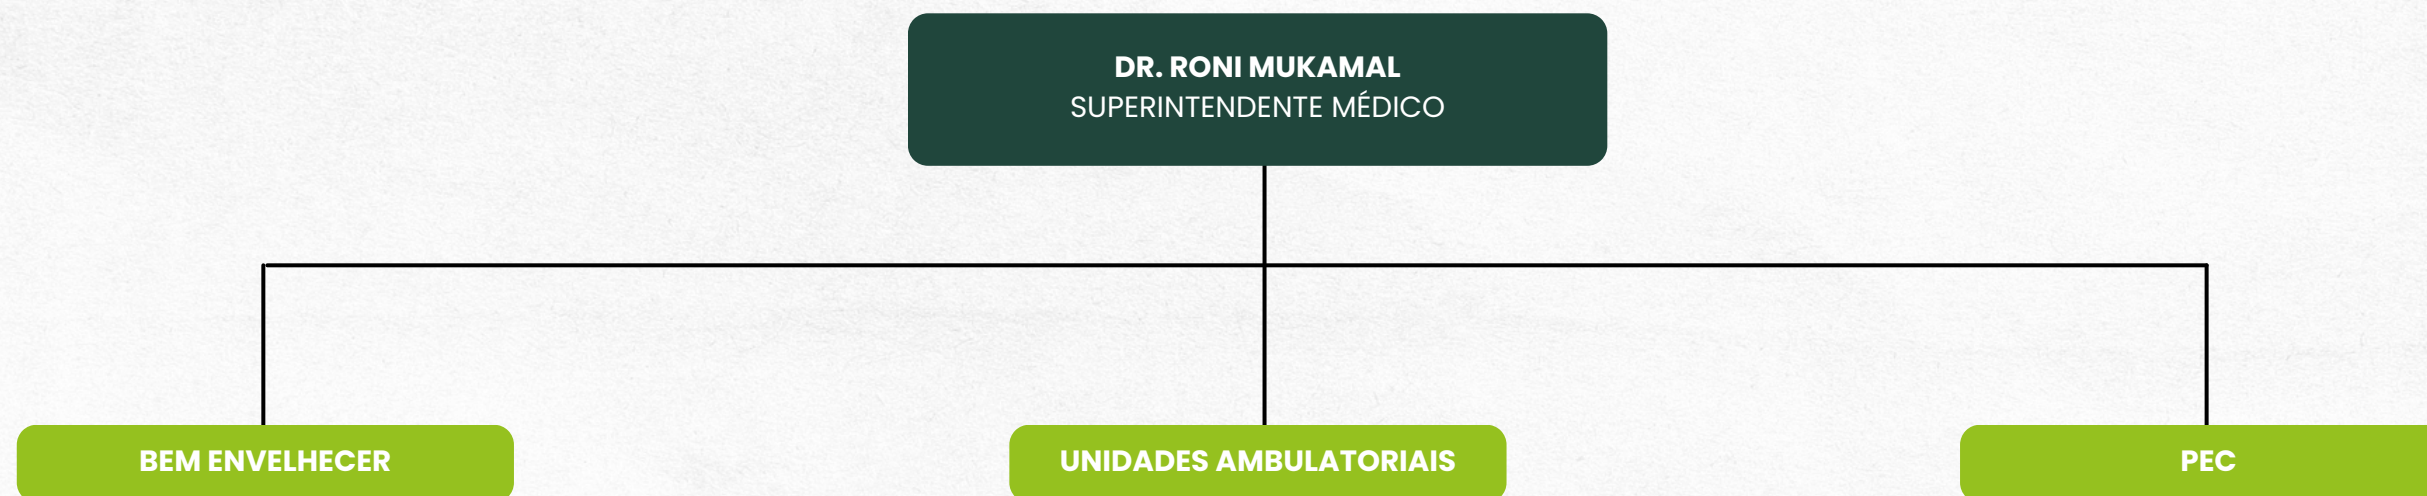 DR. RONI MUKAMAL
SUPERINTENDENTE MÉDICO
BEM ENVELHECER
UNIDADES AMBULATORIAIS
PEC